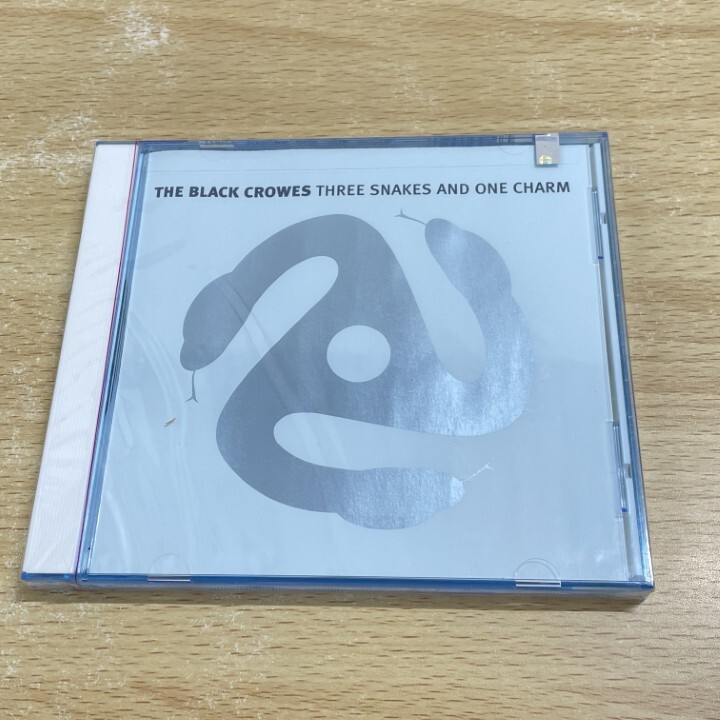 THE BLACK CROWES THREE SNAKES AND ONE CHARM